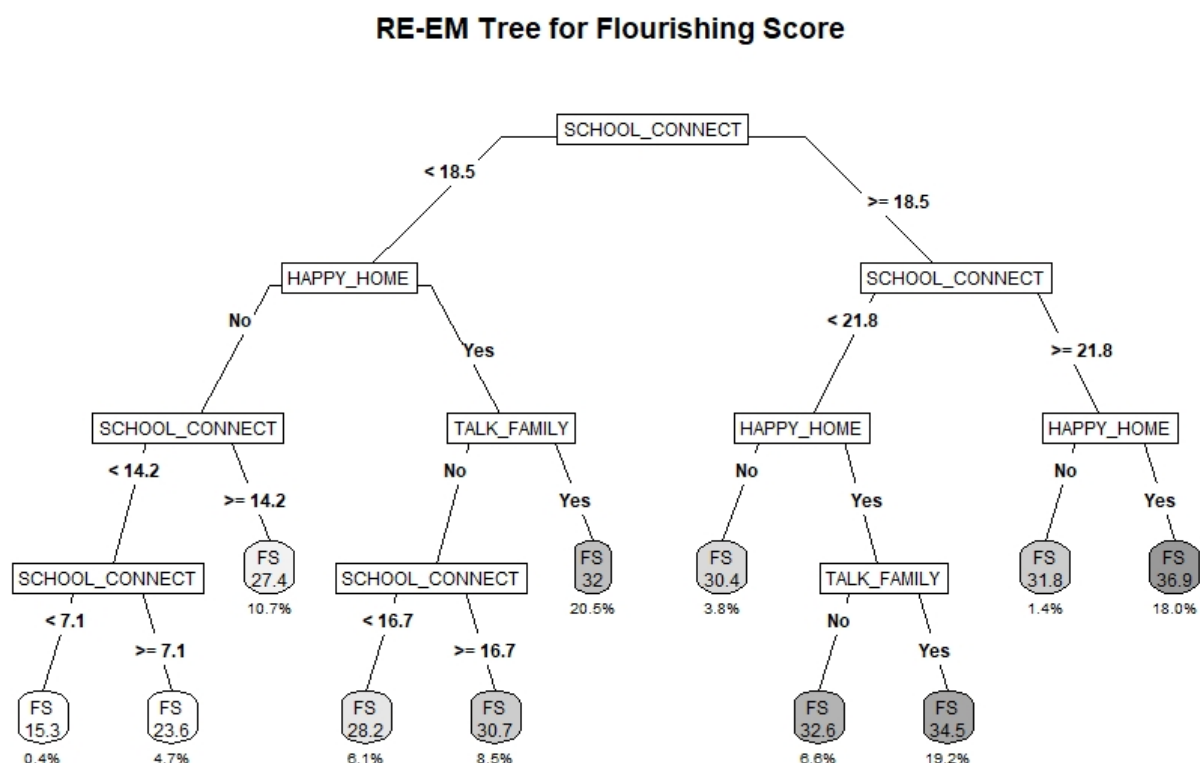 RE-EM Tree for Flourishing Score
SCHOOL_CONNECT
< 18.5
>= 18.5
HAPPY_HOME
SCHOOL_CONNECT
No
Yes
< 21.8
>= 21.8
SCHOOL_CONNECT
TALK_FAMILY
HAPPY_HOME
HAPPY_HOME
< 14.2
>= 14.2
No
Yes
No
Yes
No
Yes
SCHOOL_CONNECT
FS
27.4
10.7%
SCHOOL_CONNECT
FS
32
20.5%
FS
30.4
3.8%
TALK_FAMILY
FS
31.8
1.4%
FS
36.9
18.0%
< 7.1
>= 7.1
< 16.7
>= 16.7
No
Yes
FS
15.3
0.4%
FS
23.6
4.7%
FS
28.2
6.1%
FS
30.7
8.5%
FS
32.6
6.6%
FS
34.5
19.2%